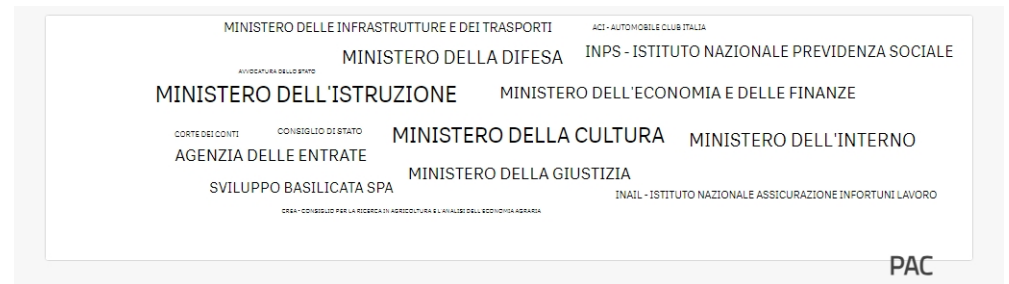 MINISTERO DELLE INFRASTRUTTURE E DEI TRASPORTI
ACI - AUTOMOBILE CLUB ITALIA
MINISTERO DELLA DIFESA
INPS - ISTITUTO NAZIONALE PREVIDENZA SOCIALE
AVVOCATURA DELLO STATO
MINISTERO DELL'ISTRUZIONE
MINISTERO DELL'ECONOMIA E DELLE FINANZE
CORTE DEI CONTI
CONSIGLIO DI STATO
MINISTERO DELLA CULTURA
MINISTERO DELL'INTERNO
AGENZIA DELLE ENTRATE
MINISTERO DELLA GIUSTIZIA
SVILUPPO BASILICATA SPA
INAIL - ISTITUTO NAZIONALE ASSICURAZIONE INFORTUNI LAVORO
CREA - CONSIGLIO PER LA RICERCA IN AGRICOLTURA E L ANALISI DELL ECONOMIA AGRARIA
PAC